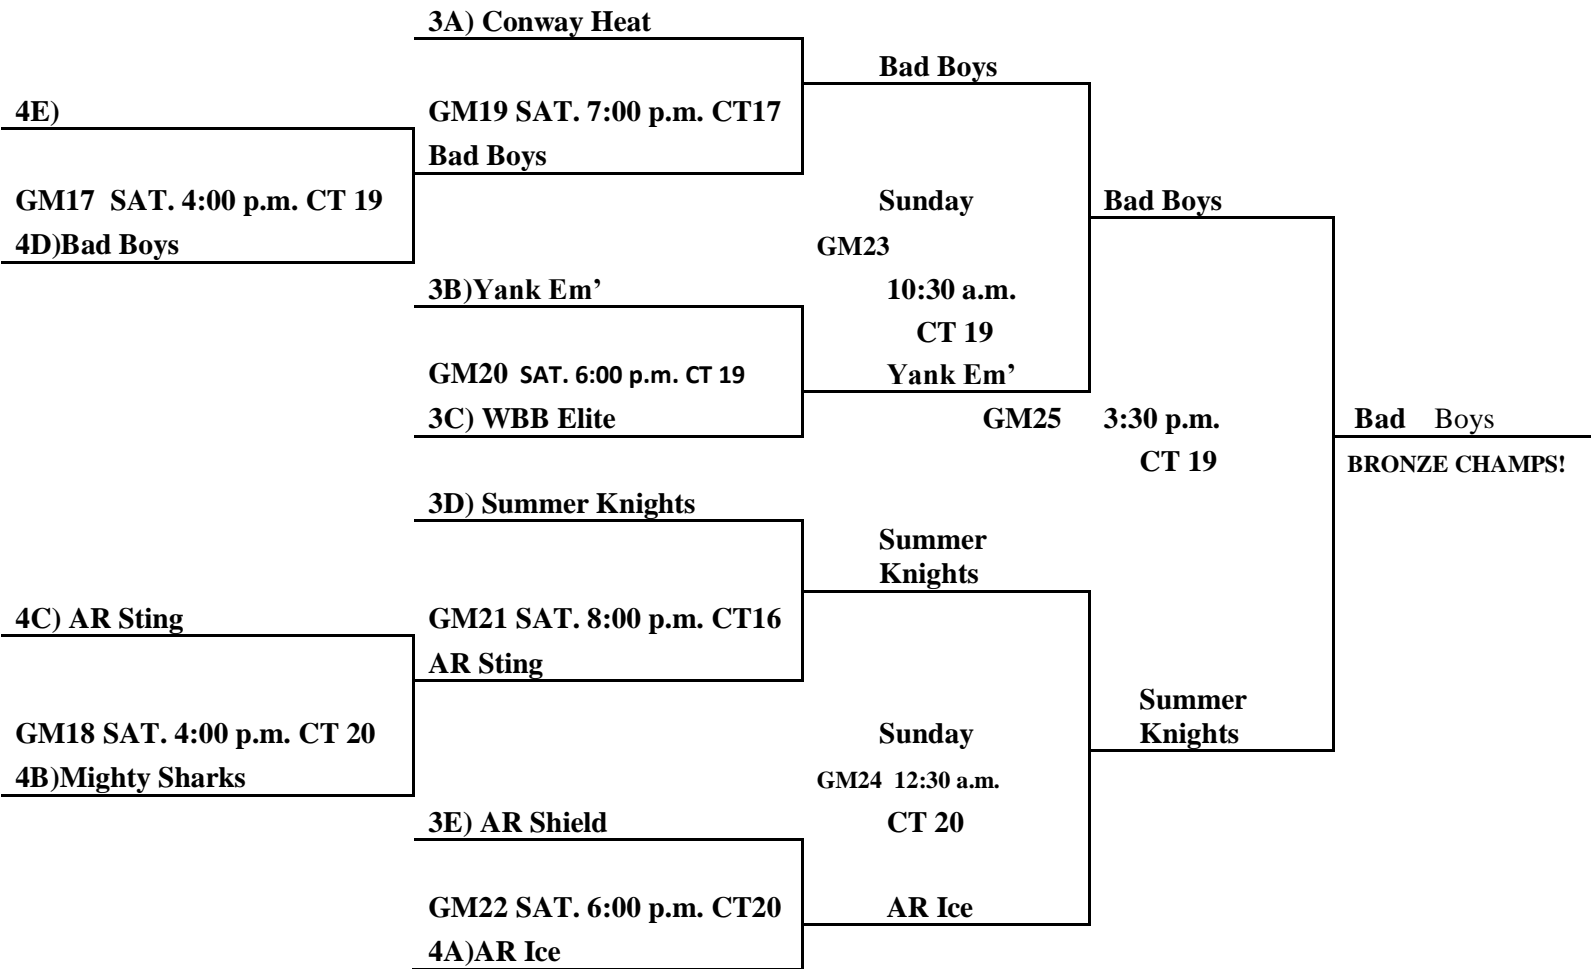 3A) Conway Heat
Bad Boys
4E)
GM19 SAT. 7:00 p.m. CT17
Bad Boys
GM17 SAT. 4:00 p.m. CT 19
Sunday
Bad Boys
4D)Bad Boys
GM23
3B)Yank Em’
10:30 a.m.
CT 19
GM20 SAT. 6:00 p.m. CT 19
Yank Em’
3C) WBB Elite
GM25 3:30 p.m.
Bad Boys
CT 19
BRONZE CHAMPS!
3D) Summer Knights
Summer
Knights
4C) AR Sting
GM21 SAT. 8:00 p.m. CT16
AR Sting
Summer
Knights
GM18 SAT. 4:00 p.m. CT 20
Sunday
4B)Mighty Sharks
GM24 12:30 a.m.
3E) AR Shield
CT 20
GM22 SAT. 6:00 p.m. CT20
AR Ice
4A)AR Ice